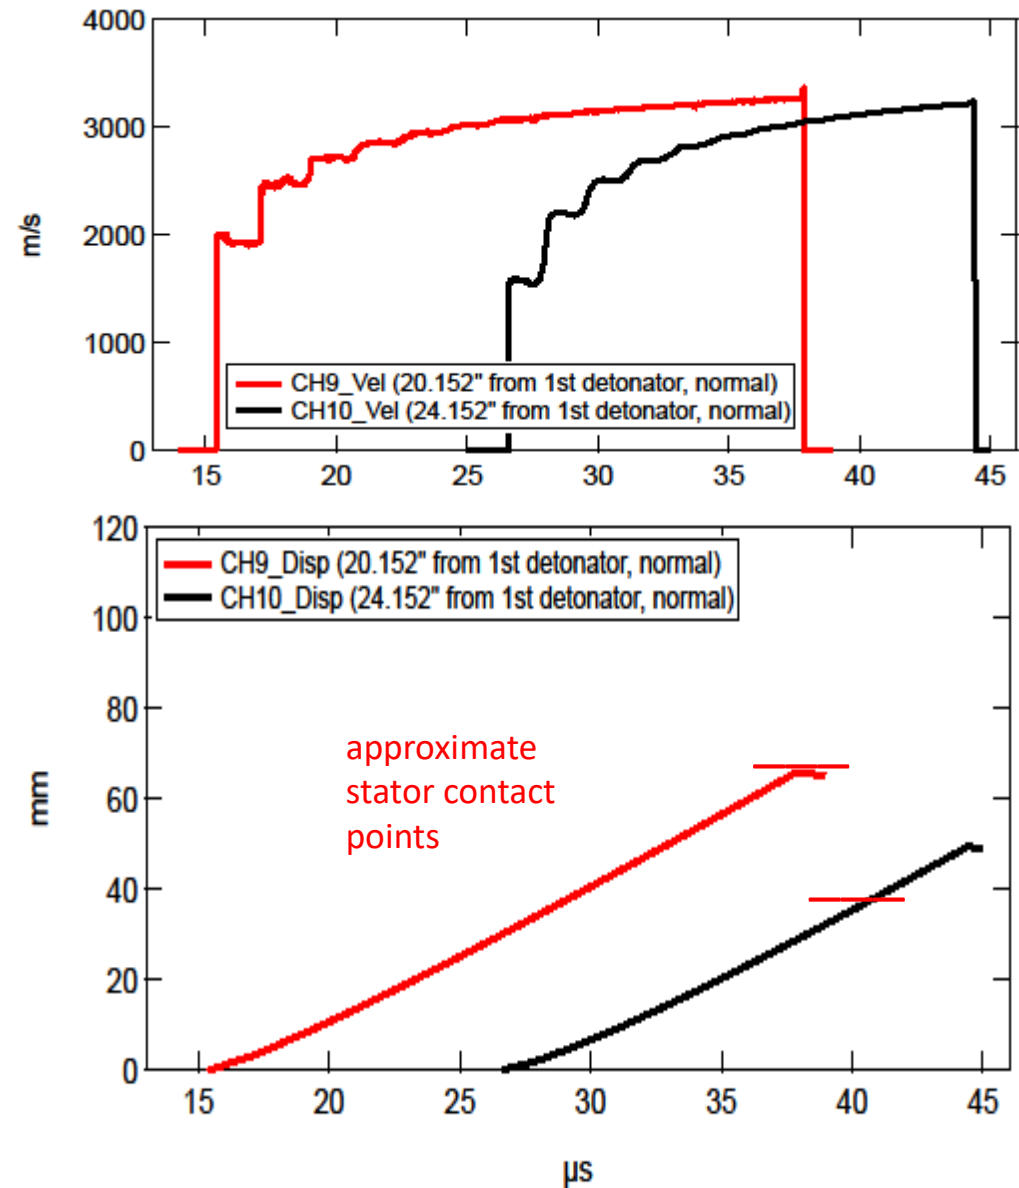 4000
3000
2000
1000
0
m/s
CH9_Vel (20.152" from 1st detonator, normal)
CH10_Vel (24.152" from 1st detonator, normal)
15 20 25 30 35 40 45
120
100
80
60
40
20
0
mm
CH9_Disp (20.152" from 1st detonator, normal)
CH10_Disp (24.152" from 1st detonator, normal)
approximate
stator contact
points
15 20 25 30 35 40 45
µs